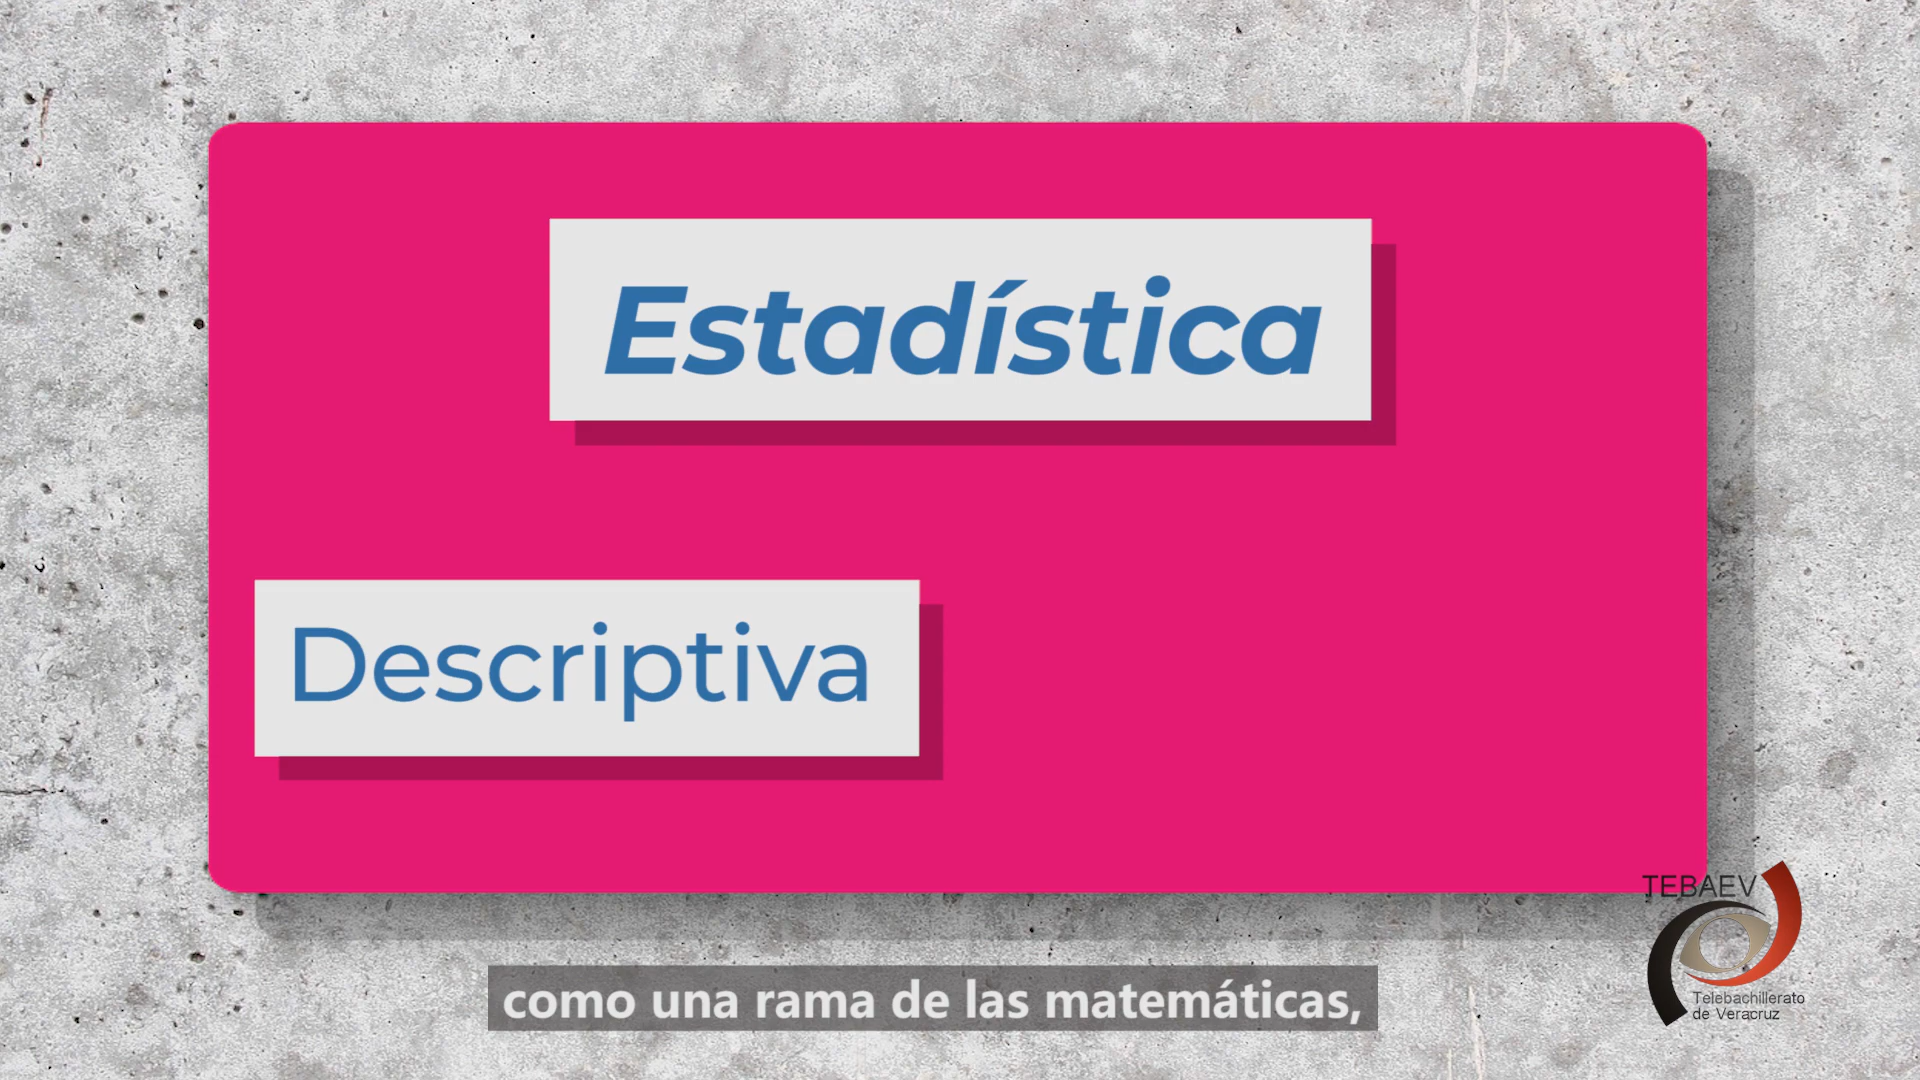 Estadística
Descriptiva
TEBAEV
Telebachillerato
de Veracruz
como una rama de las matemáticas,